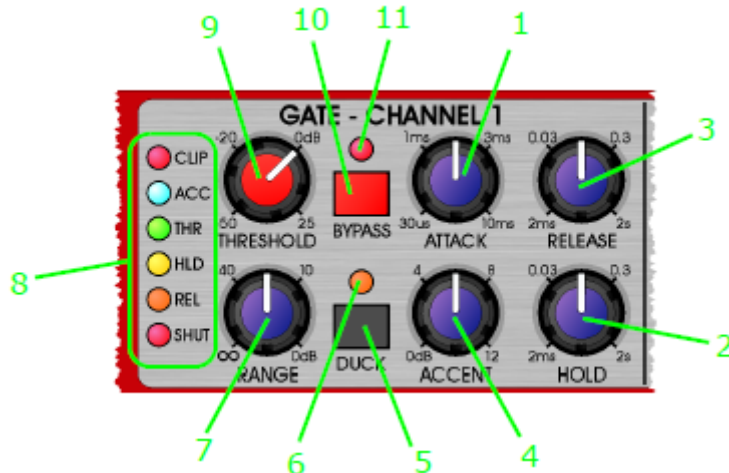 9 10 11 1
GATE - CHANNEL 1
-20 0dB 1ms 3ms 0.03 0.3 3
CLIP
ACC
THR
50 25 30us 10ms 2ms 2s
THRESHOLD BYPASS ATTACK RELEASE
8 HLD
40 10 4 8 0.03 0.3
REL
SHUT
∞ 0dB 0dB 12 2ms 2s 2
RANGE DUCK ACCENT HOLD
7 6 5 4